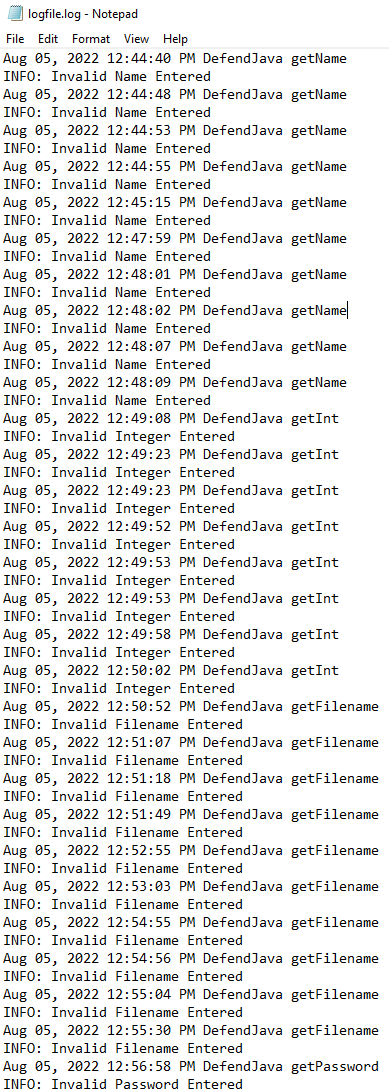 logfile.log - Notepad
File Edit Format View Help
Aug 05, 2022 12:44:40 PM DefendJava getName
INFO: Invalid Name Entered
Aug 05, 2022 12:44:48 PM DefendJava getName
INFO: Invalid Name Entered
Aug 05, 2022 12:44:53 PM DefendJava getName
INFO: Invalid Name Entered
Aug 05, 2022 12:44:55 PM DefendJava getName
INFO: Invalid Name Entered
Aug 05, 2022 12:45:15 PM DefendJava getName
INFO: Invalid Name Entered
Aug 05, 2022 12:47:59 PM DefendJava getName
INFO: Invalid Name Entered
Aug 05, 2022 12:48:01 PM DefendJava getName
INFO: Invalid Name Entered
Aug 05, 2022 12:48:02 PM DefendJava getName
INFO: Invalid Name Entered
Aug 05, 2022 12:48:07 PM DefendJava getName
INFO: Invalid Name Entered
Aug 05, 2022 12:48:09 PM DefendJava getName
INFO: Invalid Name Entered
Aug 05, 2022 12:49:08 PM DefendJava getInt
INFO: Invalid Integer Entered
Aug 05, 2022 12:49:23 PM DefendJava getInt
INFO: Invalid Integer Entered
Aug 05, 2022 12:49:23 PM DefendJava getInt
INFO: Invalid Integer Entered
Aug 05, 2022 12:49:52 PM DefendJava getInt
INFO: Invalid Integer Entered
Aug 05, 2022 12:49:53 PM DefendJava getInt
INFO: Invalid Integer Entered
Aug 05, 2022 12:49:53 PM DefendJava getInt
INFO: Invalid Integer Entered
Aug 05, 2022 12:49:58 PM DefendJava getInt
INFO: Invalid Integer Entered
Aug 05, 2022 12:50:02 PM DefendJava getInt
INFO: Invalid Integer Entered
Aug 05, 2022 12:50:52 PM DefendJava getFilename
INFO: Invalid Filename Entered
Aug 05, 2022 12:51:07 PM DefendJava getFilename
INFO: Invalid Filename Entered
Aug 05, 2022 12:51:18 PM DefendJava getFilename
INFO: Invalid Filename Entered
Aug 05, 2022 12:51:49 PM DefendJava getFilename
INFO: Invalid Filename Entered
Aug 05, 2022 12:52:55 PM DefendJava getFilename
INFO: Invalid Filename Entered
Aug 05, 2022 12:53:03 PM DefendJava getFilename
INFO: Invalid Filename Entered
Aug 05, 2022 12:54:55 PM DefendJava getFilename
INFO: Invalid Filename Entered
Aug 05, 2022 12:54:56 PM DefendJava getFilename
INFO: Invalid Filename Entered
Aug 05, 2022 12:55:04 PM DefendJava getFilename
INFO: Invalid Filename Entered
Aug 05, 2022 12:55:30 PM DefendJava getFilename
INFO: Invalid Filename Entered
Aug 05, 2022 12:56:58 PM DefendJava getPassword
INFO: Invalid Password Entered